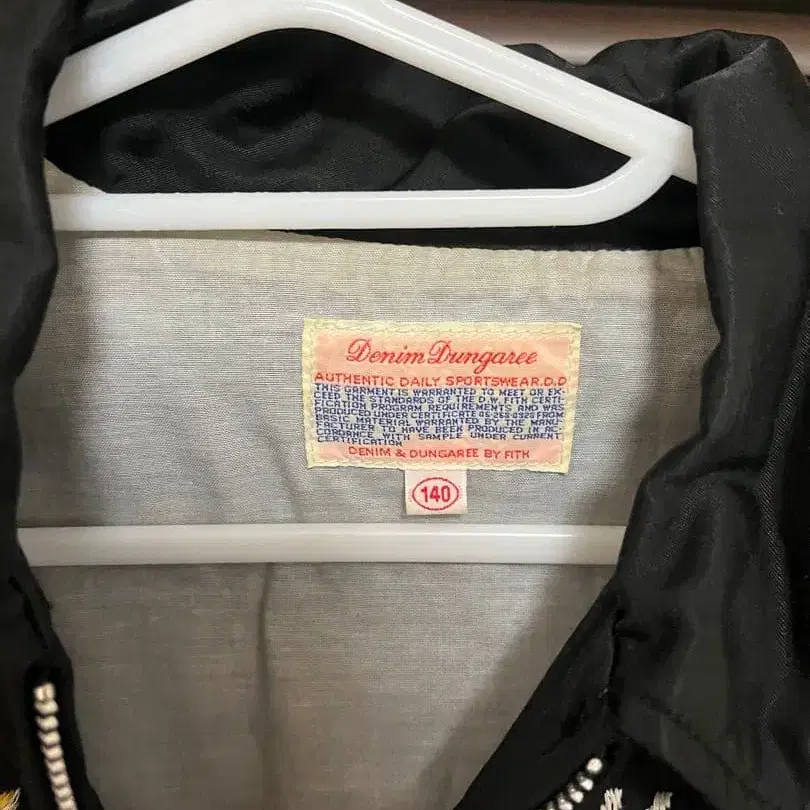 Denim Dungaree
AUTHENTIC DAILY SPORTSWEAR.D.D
THIS GARMENT IS WARRANTED TO MEET OR EX-
CEED THE STANDARDS OF THE D.W. FITH CERTI-
FICATION PROGRAM REQUIREMENTS AND WAS
PRODUCED UNDER CERTIFICATE FROM
BASIC MATERIAL WARRANTED BY THE MANU-
FACTURER TO HAVE BEEN PRODUCED IN AC-
CORDANCE WITH SAMPLE UNDER CURRENT
CERTIFICATION
DENIM & DUNGAREE BY FITH
140